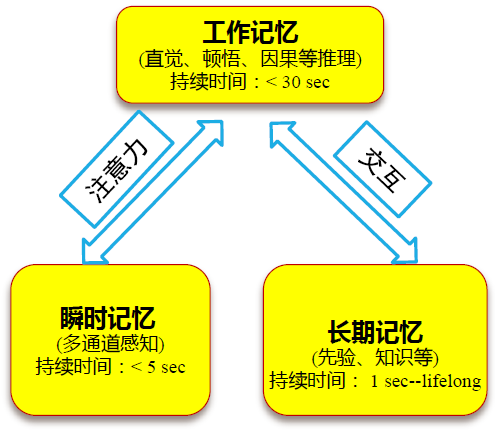 工作记忆
(直觉、顿悟、因果等推理)
持续时间：< 30 sec
注意力
交互
瞬时记忆
(多通道感知)
持续时间：< 5 sec
长期记忆
(先验、知识等)
持续时间： 1 sec--lifelong